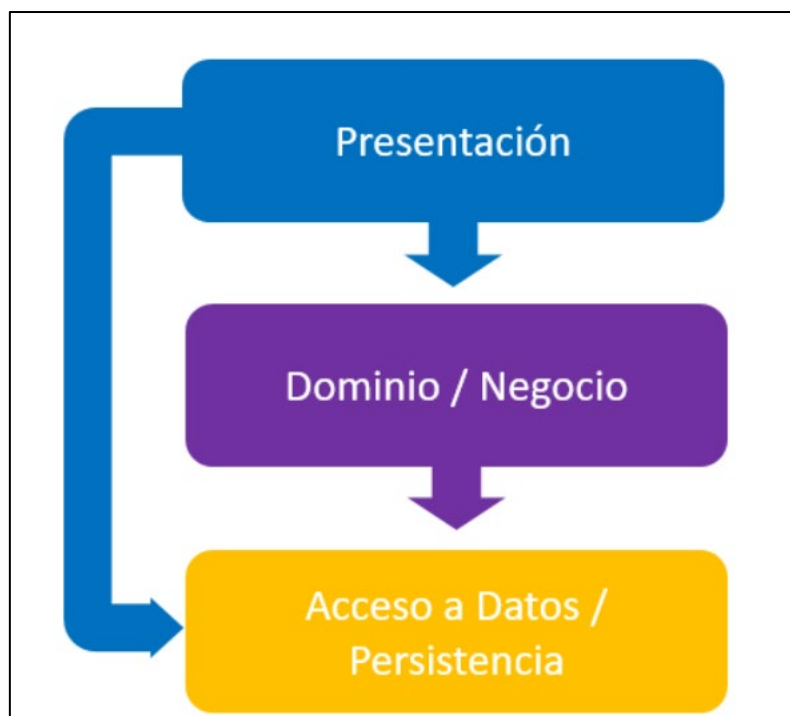 Presentación
Dominio / Negocio
Acceso a Datos /
Persistencia